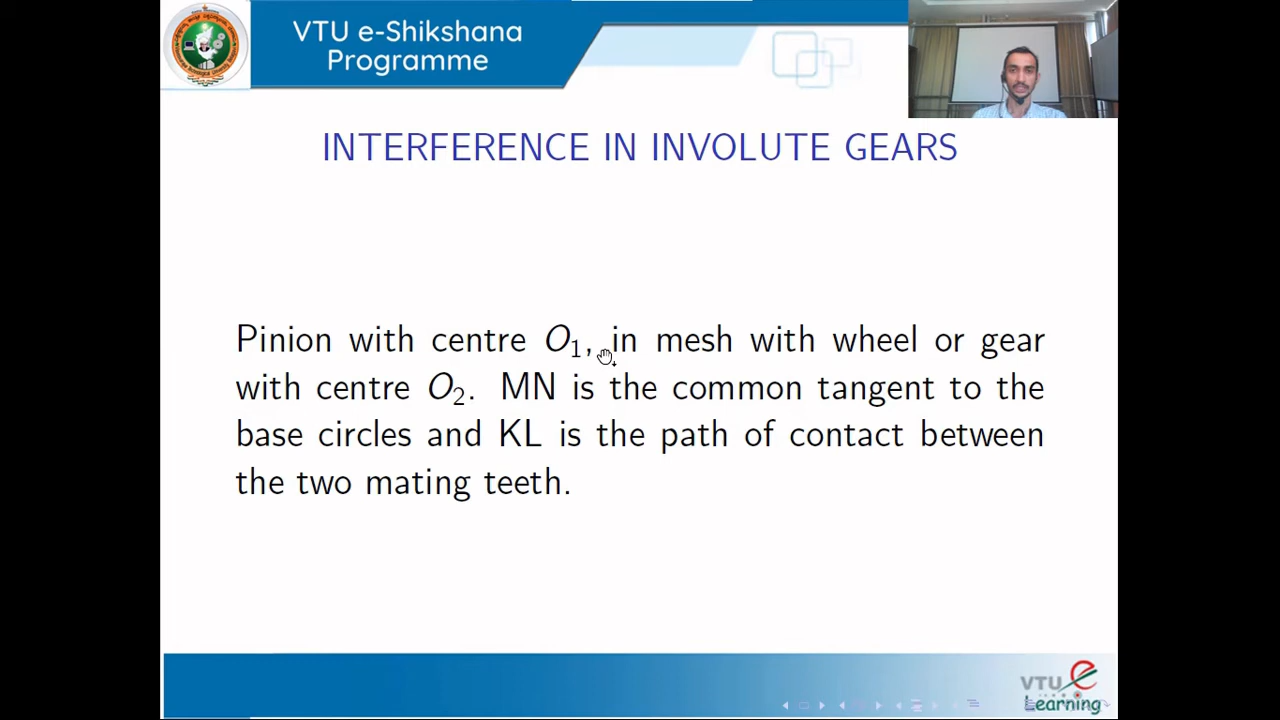 VTU e-Shikshana
Programme
INTERFERENCE IN INVOLUTE GEARS
Pinion with centre O₁, in mesh with wheel or gear
with centre O₂. MN is the common tangent to the
base circles and KL is the path of contact between
the two mating teeth.
VTU e
Learning